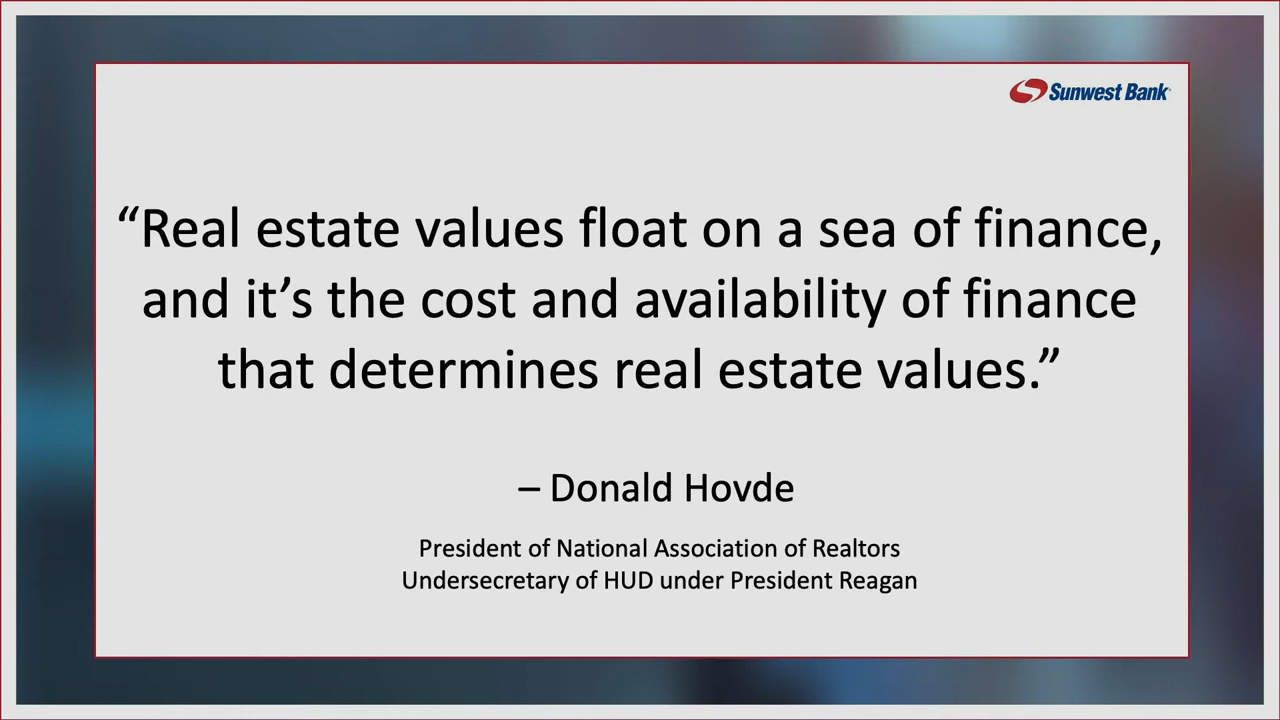 Sunwest Bank
“Real estate values float on a sea of finance,
and it’s the cost and availability of finance
that determines real estate values.”
– Donald Hovde
President of National Association of Realtors
Undersecretary of HUD under President Reagan